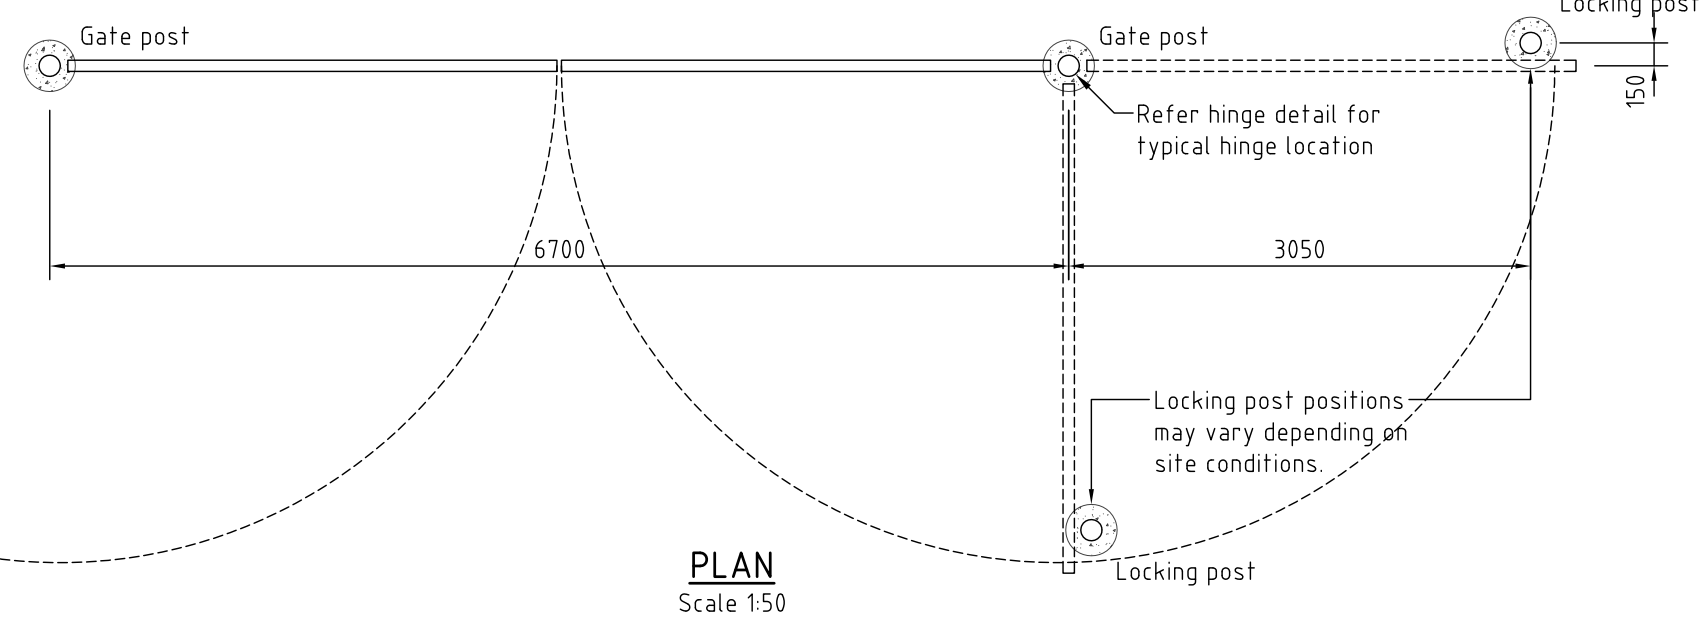 Locking post
Gate post
Gate post
150
Refer hinge detail for
typical hinge location
6700
3050
Locking post positions
may vary depending on
site conditions.
PLAN
Scale 1:50
Locking post